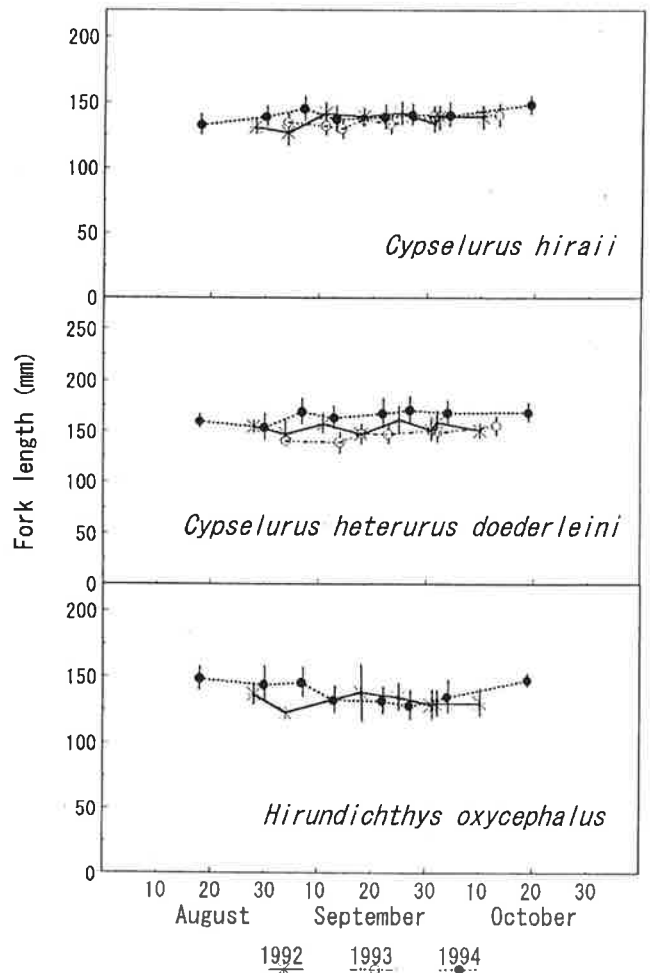 200
150
100
50
0
Cypselurus hiraii
250
200
150
100
50
0
Cypselurus heterurus doederleini
200
150
100
50
0
Hirundichthys oxycephalus
Fork length (mm)
10 20 30 10 20 30 10 20 30
August September October
1992 1993 1994